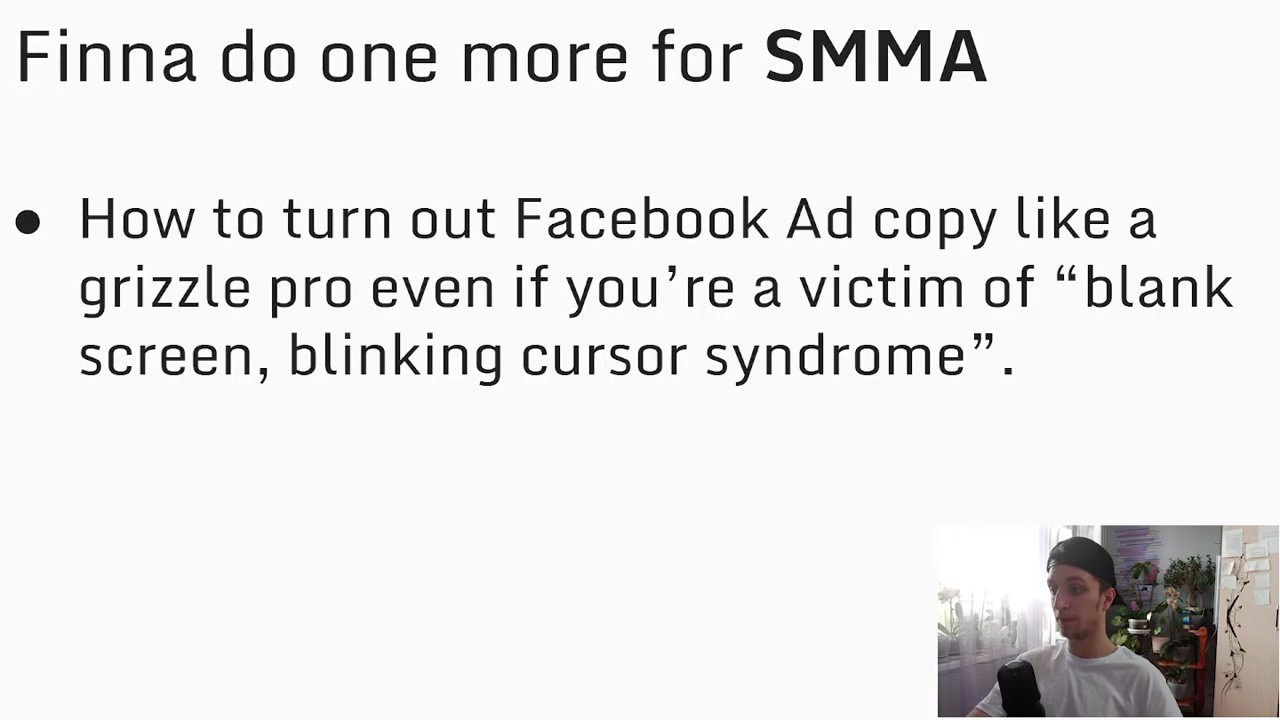 Finna do one more for SMMA
● How to turn out Facebook Ad copy like a
grizzle pro even if you’re a victim of “blank
screen, blinking cursor syndrome”.